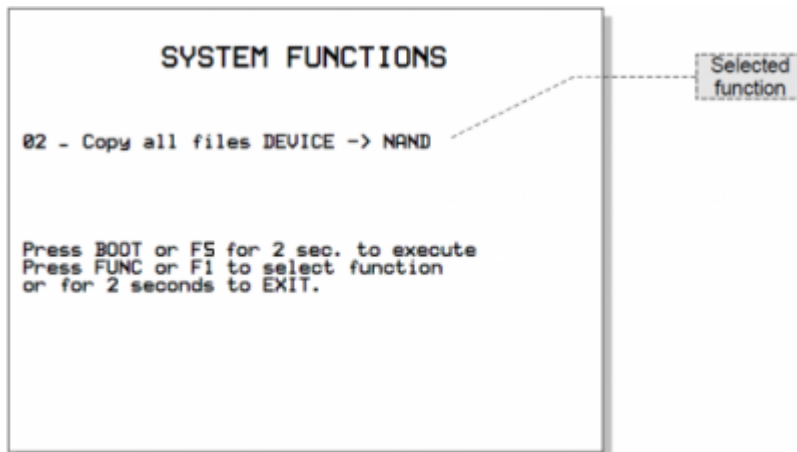 SYSTEM FUNCTIONS
Selected
function
02 - Copy all files DEVICE -> NAND
Press BOOT or F5 for 2 sec. to execute
Press FUNC or F1 to select function
or for 2 seconds to EXIT.